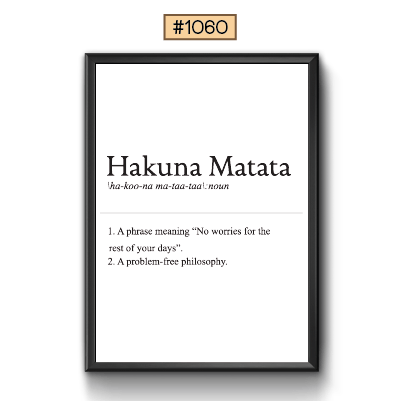 #1060
Hakuna Matata
\ha-koo-na ma-taa-taa\:noun
1. A phrase meaning “No worries for the
rest of your days”.
2. A problem-free philosophy.